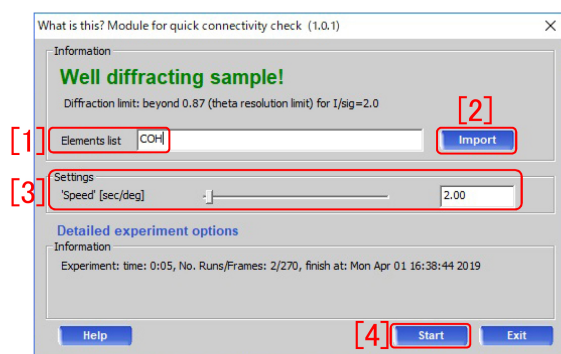 What is this? Module for quick connectivity check (1.0.1)
Information
Well diffracting sample!
Diffraction limit: beyond 0.87 (theta resolution limit) for I/sig=2.0
[2]
[1] Elements list COH Import
Settings
[3] 'Speed' [sec/deg] 2.00
Detailed experiment options
Information
Experiment: time: 0:05, No. Runs/Frames: 2/270, finish at: Mon Apr 01 16:38:44 2019
Help [4] Start Exit